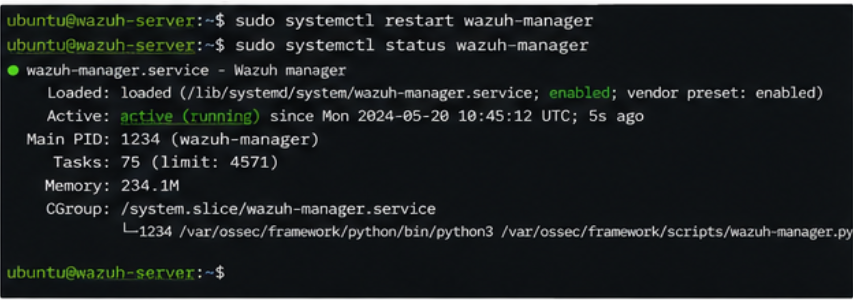 ubuntu@wazuh-server:~$ sudo systemctl restart wazuh-manager
ubuntu@wazuh-server:~$ sudo systemctl status wazuh-manager
● wazuh-manager.service - Wazuh manager
Loaded: loaded (/lib/systemd/system/wazuh-manager.service; enabled; vendor preset: enabled)
Active: active (running) since Mon 2024-05-20 10:45:12 UTC; 5s ago
Main PID: 1234 (wazuh-manager)
Tasks: 75 (limit: 4571)
Memory: 234.1M
CGroup: /system.slice/wazuh-manager.service
└─1234 /var/ossec/framework/python/bin/python3 /var/ossec/framework/scripts/wazuh-manager.py
ubuntu@wazuh-server:~$